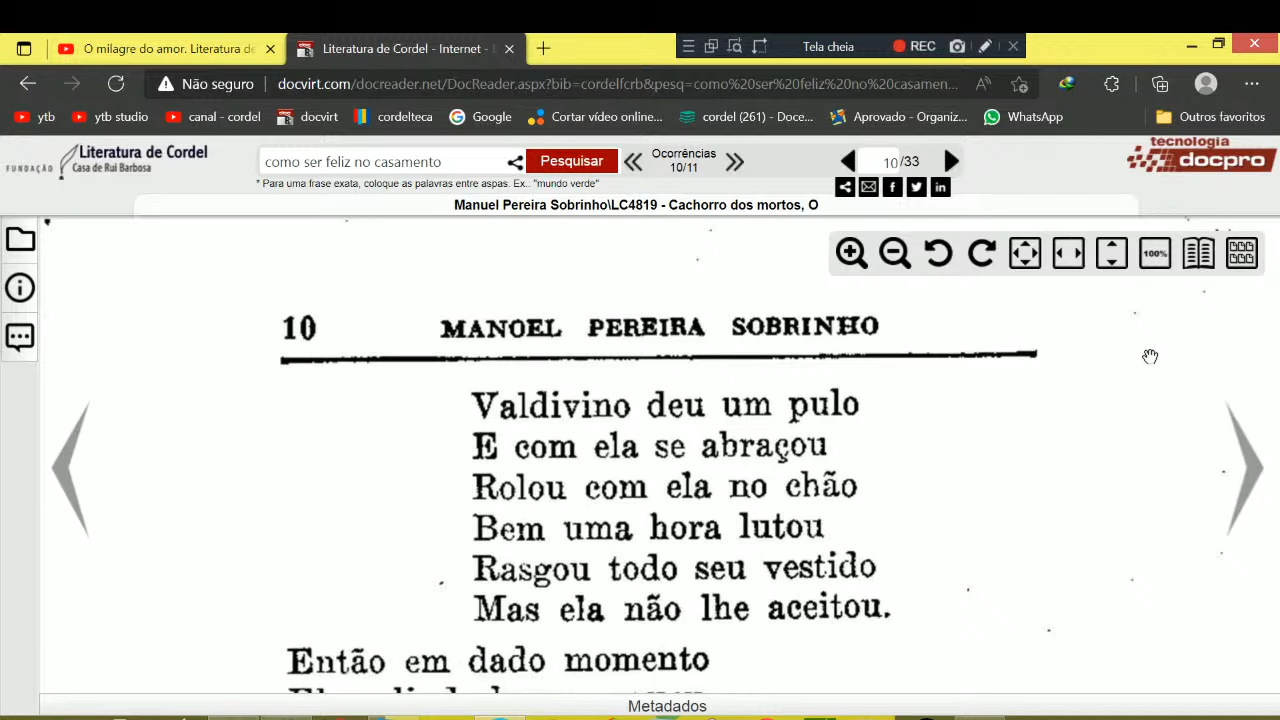 O milagre do amor. Literatura de
Literatura de Cordel - Internet -
Tela cheia
REC
Não seguro
docvirt.com/docreader.net/DocReader.aspx?bib=cordelfcrb&pesq=como%20ser%20feliz%20no%20casamen...
ytb
ytb studio
canal - cordel
docvirt
cordelteca
Google
Cortar vídeo online...
cordel (261) - Doce...
Aprovado - Organiz...
WhatsApp
Outros favoritos
FUNDAÇÃO
Literatura de Cordel
Casa de Rui Barbosa
como ser feliz no casamento
Pesquisar
Ocorrências
10/11
10 /33
tecnologia
docpro
* Para uma frase exata, coloque as palavras entre aspas. Ex.. "mundo verde"
Manuel Pereira Sobrinho\LC4819 - Cachorro dos mortos, O
100%
10 MANOEL PEREIRA SOBRINHO
Valdivino deu um pulo
E com ela se abraçou
Rolou com ela no chão
Bem uma hora lutou
Rasgou todo seu vestido
Mas ela não lhe aceitou.
Então em dado momento
Metadados